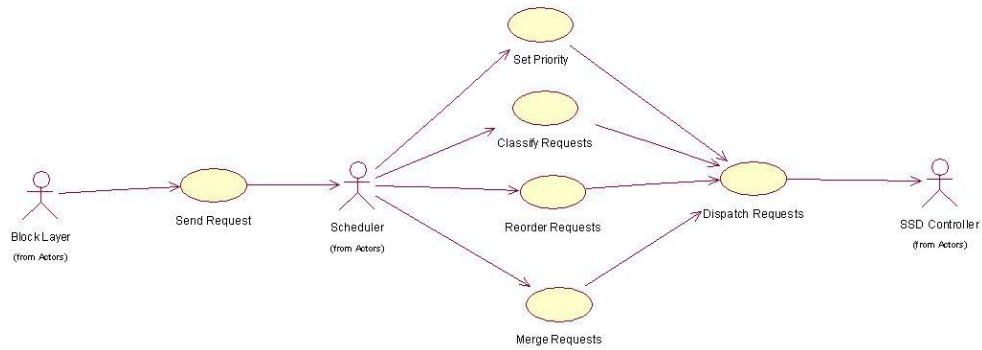 Set Priority
Classify Requests
Block Layer
(from Actors)
Send Request
Scheduler
(from Actors)
Reorder Requests
Dispatch Requests
SSD Controller
(from Actors)
Merge Requests